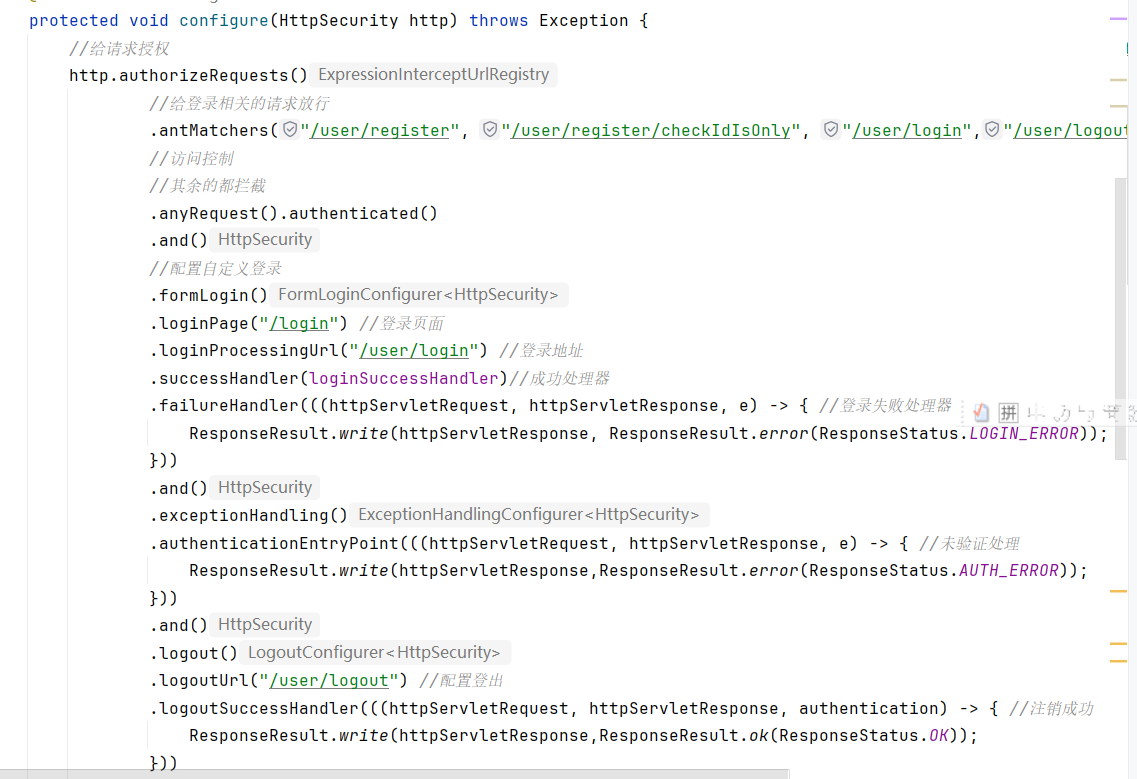 protected void configure(HttpSecurity http) throws Exception {
//给请求授权
http.authorizeRequests() ExpressionInterceptUrlRegistry
//给登录相关的请求放行
.antMatchers("/user/register", "/user/register/checkIdIsOnly", "/user/login","/user/logout
//访问控制
//其余的都拦截
.anyRequest().authenticated()
.and() HttpSecurity
//配置自定义登录
.formLogin() FormLoginConfigurer<HttpSecurity>
.loginPage("/login") //登录页面
.loginProcessingUrl("/user/login") //登录地址
.successHandler(loginSuccessHandler)//成功处理器
.failureHandler(((httpServletRequest, httpServletResponse, e) -> { //登录失败处理器
拼
ResponseResult.write(httpServletResponse, ResponseResult.error(ResponseStatus.LOGIN_ERROR));
}))
.and() HttpSecurity
.exceptionHandling() ExceptionHandlingConfigurer<HttpSecurity>
.authenticationEntryPoint(((httpServletRequest, httpServletResponse, e) -> { //未验证处理
ResponseResult.write(httpServletResponse,ResponseResult.error(ResponseStatus.AUTH_ERROR));
}))
.and() HttpSecurity
.logout() LogoutConfigurer<HttpSecurity>
.logoutUrl("/user/logout") //配置登出
.logoutSuccessHandler(((httpServletRequest, httpServletResponse, authentication) -> { //注销成功
ResponseResult.write(httpServletResponse,ResponseResult.ok(ResponseStatus.OK));
}))